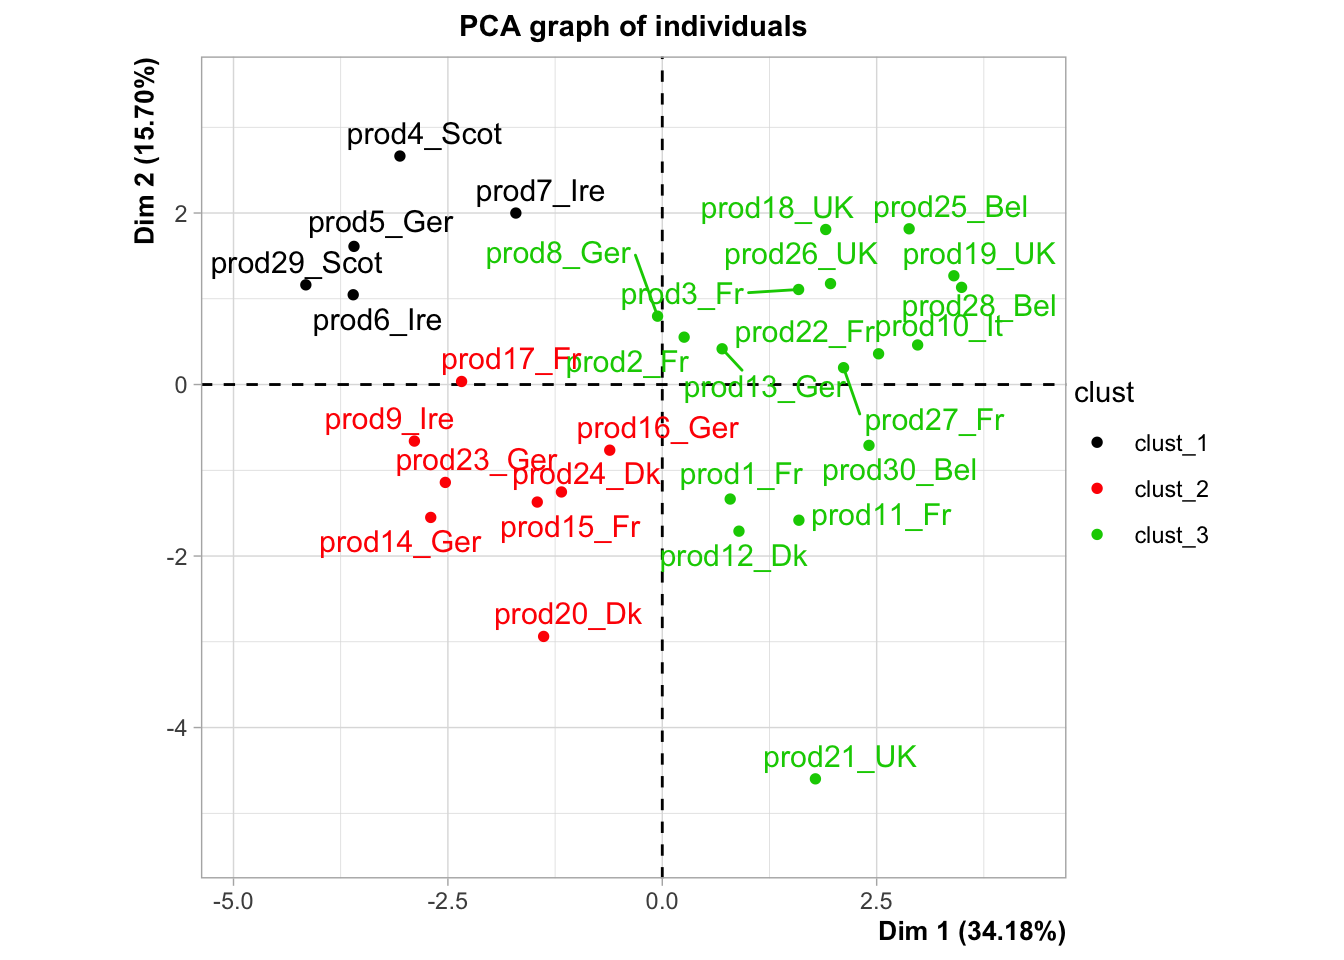 PCA graph of individuals
Dim 2 (15.70%)
prod4_Scot
prod7_Ire
prod5_Ger
prod29_Scot
prod6_Ire
prod18_UK
prod25_Bel
prod8_Ger
prod26_UK
prod19_UK
prod3_Fr
prod28_Bel
prod22_Fr
prod10_It
prod17_Fr
prod2_Fr
prod13_Ger
prod9_Ire
prod16_Ger
prod27_Fr
prod23_Ger
prod24_Dk
prod1_Fr
prod30_Bel
prod15_Fr
prod11_Fr
prod14_Ger
prod12_Dk
prod20_Dk
prod21_UK
2
0
-2
-4
-5.0
-2.5
0.0
2.5
Dim 1 (34.18%)
clust
clust_1
clust_2
clust_3